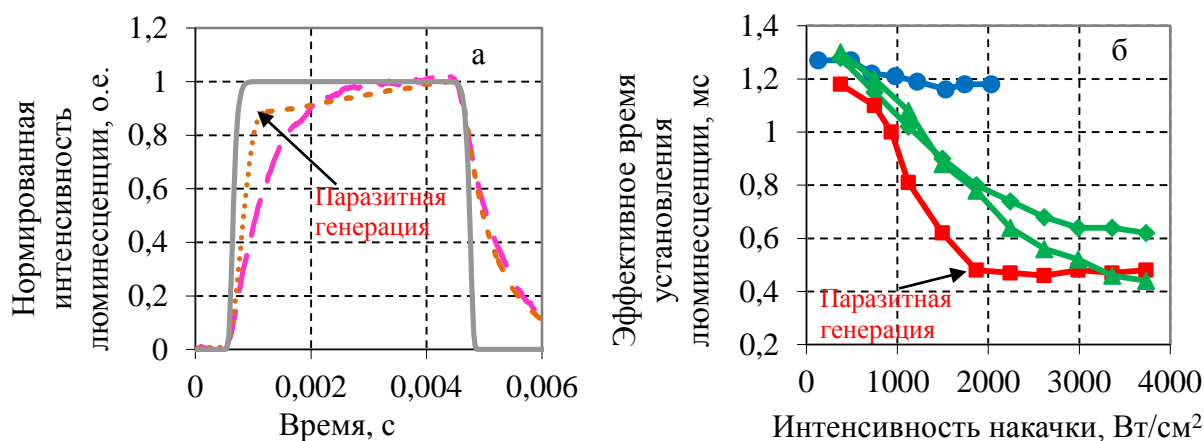 Нормированная
интенсивность
люминесценции, о.е.
1,2
1
0,8
0,6
0,4
0,2
0
а
Паразитная
генерация
0
0,002
0,004
0,006
Время, с
Эффективное время
установления
люминесценции, мс
1,4
1,2
1
0,8
0,6
0,4
0,2
б
Паразитная
генерация
0
1000
2000
3000
4000
Интенсивность накачки, Вт/см²